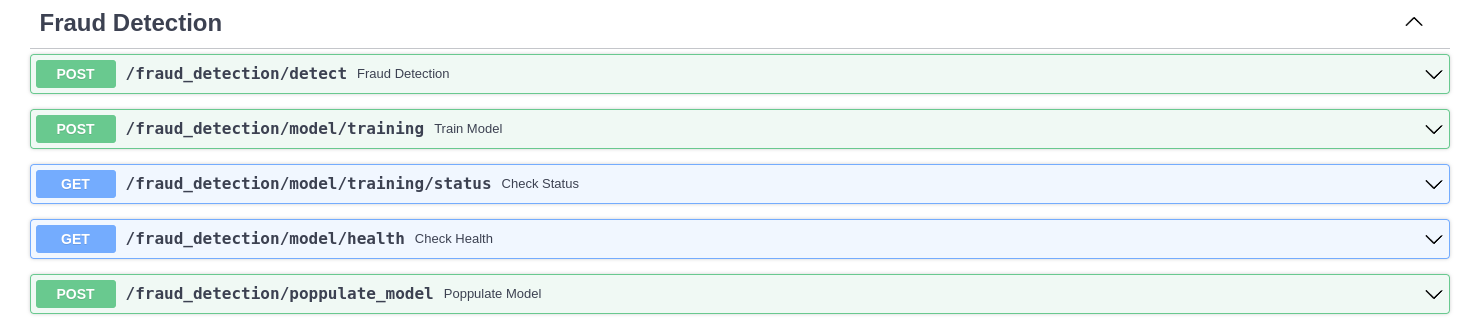 Fraud Detection
POST /fraud_detection/detect Fraud Detection
POST /fraud_detection/model/training Train Model
GET /fraud_detection/model/training/status Check Status
GET /fraud_detection/model/health Check Health
POST /fraud_detection/poppulate_model Poppulate Model